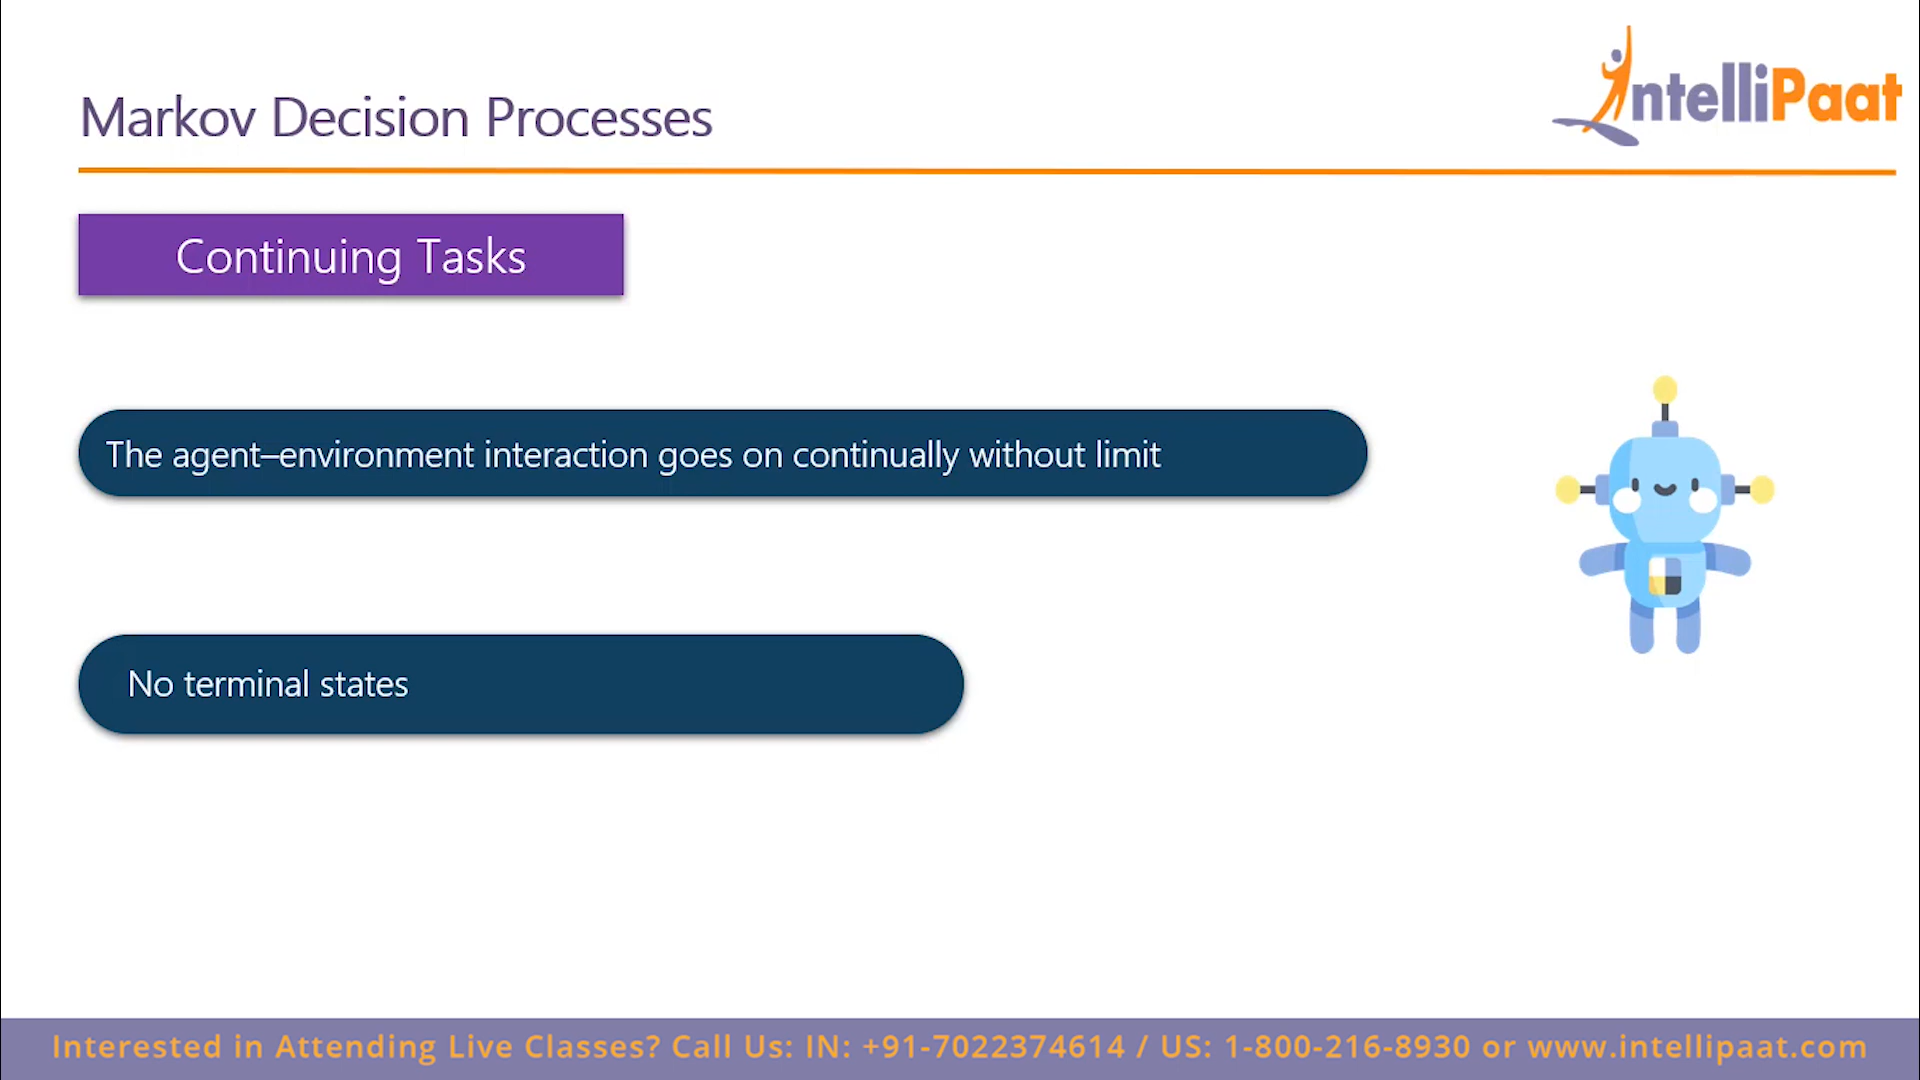 IntelliPaat
Markov Decision Processes
Continuing Tasks
The agent–environment interaction goes on continually without limit
No terminal states
Interested in Attending Live Classes? Call Us: IN: +91-7022374614 / US: 1-800-216-8930 or www.intellipaat.com